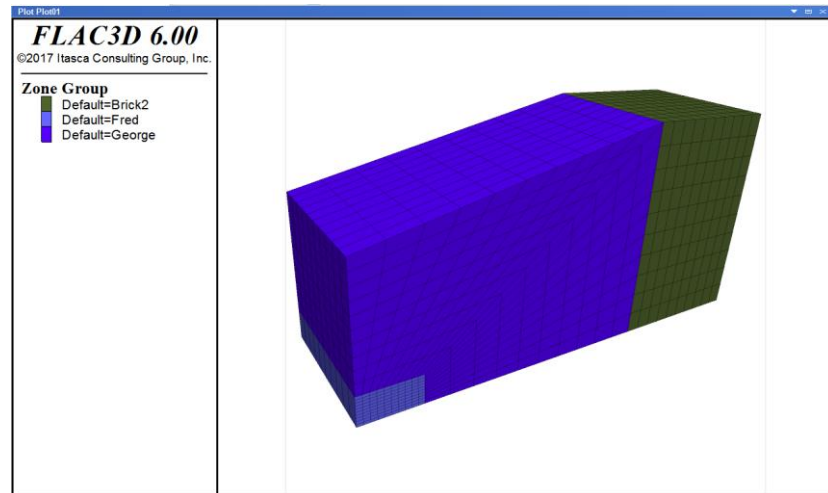 Plot Plot01
FLAC3D 6.00
©2017 Itasca Consulting Group, Inc.
Zone Group
Default=Brick2
Default=Fred
Default=George